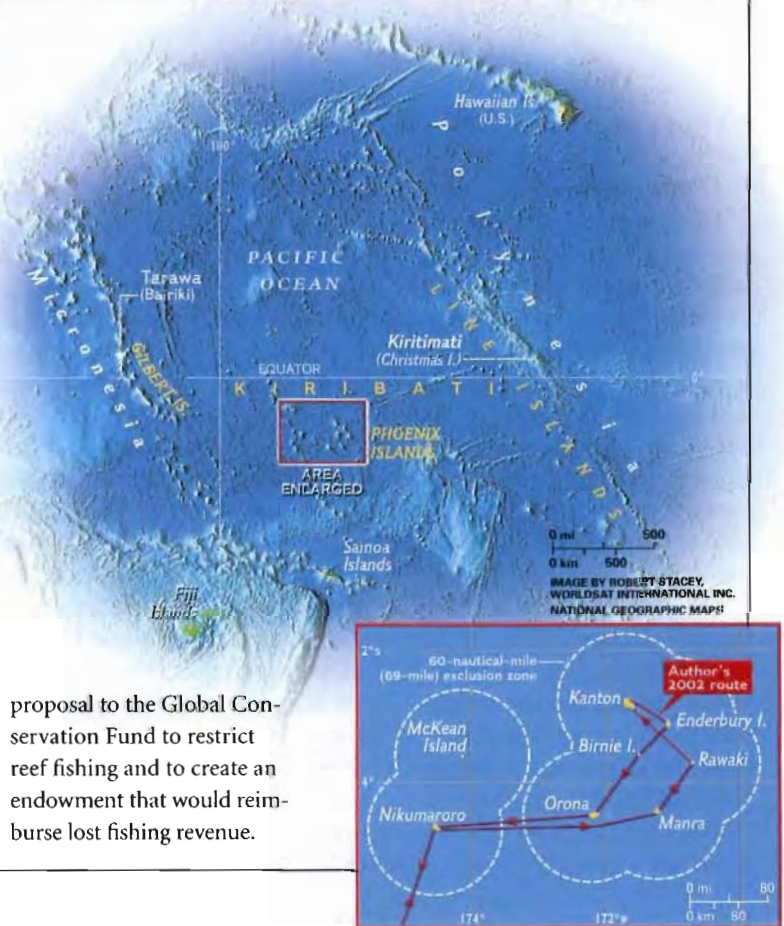 Hawaiian Is.
(U.S.)
Polynesia
180°
PACIFIC
OCEAN
Micronesia
Tarawa
(Bairiki)
LINE ISLANDS
Kiritimati
(Christmas I.)
GILBERT IS.
EQUATOR
0°
KIRIBATI
PHOENIX
ISLANDS
AREA
ENLARGED
Samoa
Islands
Fiji
Islands
0 mi 500
0 km 500
IMAGE BY ROBERT STACEY,
WORLDSAT INTERNATIONAL INC.
NATIONAL GEOGRAPHIC MAPS
proposal to the Global Con-
servation Fund to restrict
reef fishing and to create an
endowment that would reim-
burse lost fishing revenue.
2°S
60-nautical-mile
(69-mile) exclusion zone
Author's
2002 route
Kanton
Enderbury I.
McKean
Island
Birnie I.
Rawaki
4°
Orona
Nikumaroro
Manra
0 mi 80
0 km 80
174°
172°W